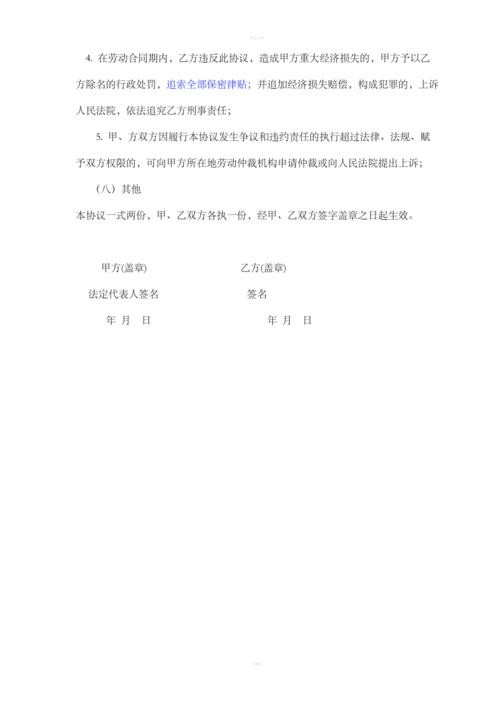 4. 在劳动合同期内，乙方违反此协议，造成甲方重大经济损失的，甲方予以乙
方除名的行政处罚，追索全部保密津贴；并追加经济损失赔偿，构成犯罪的，上诉
人民法院，依法追究乙方刑事责任；
5. 甲、方双方因履行本协议发生争议和违约责任的执行超过法律、法规、赋
予双方权限的，可向甲方所在地劳动仲裁机构申请仲裁或向人民法院提出上诉；
（八）其他
本协议一式两份，甲、乙双方各执一份，经甲、乙双方签字盖章之日起生效。
甲方(盖章) 乙方(盖章)
法定代表人签名 签名
年 月 日 年 月 日